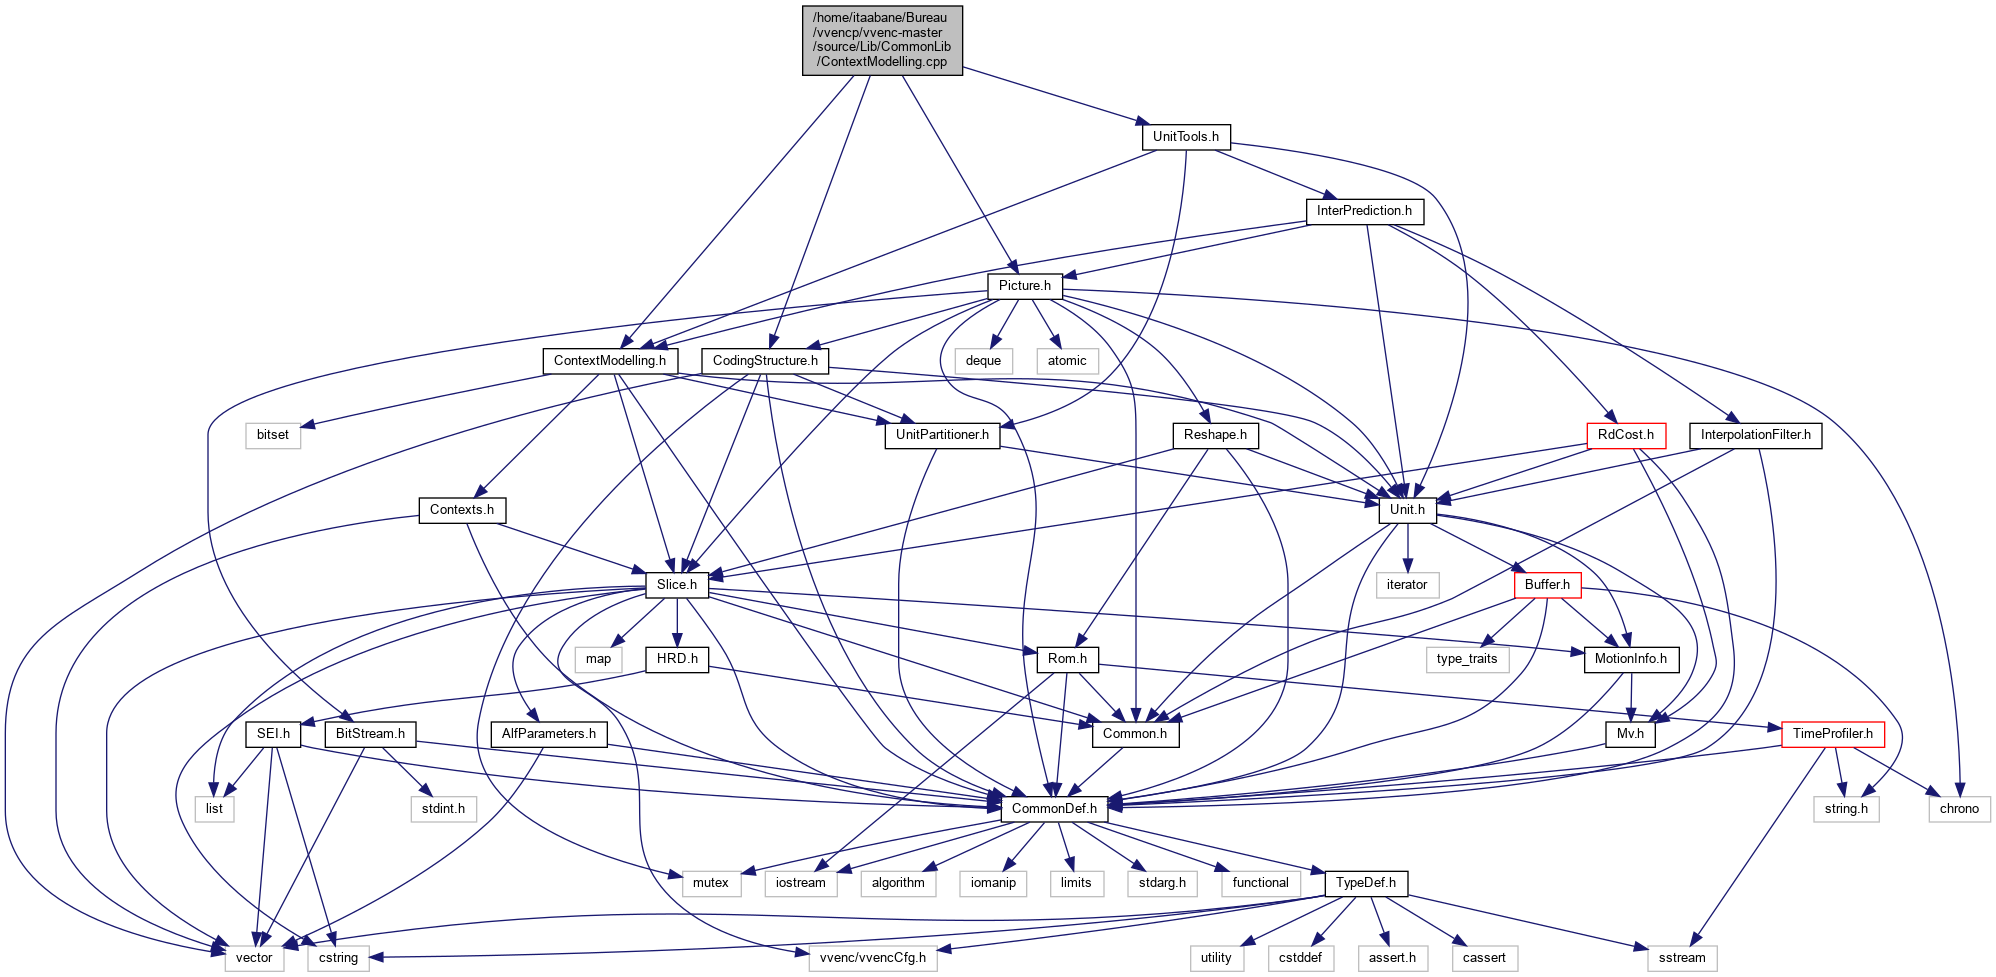 /home/itaabane/Bureau
/vvencp/vvenc-master
/source/Lib/CommonLib
/ContextModelling.cpp
UnitTools.h
InterPrediction.h
Picture.h
ContextModelling.h
CodingStructure.h
deque
atomic
bitset
UnitPartitioner.h
Reshape.h
RdCost.h
InterpolationFilter.h
Contexts.h
Unit.h
Slice.h
iterator
Buffer.h
map
HRD.h
Rom.h
type_traits
MotionInfo.h
SEI.h
BitStream.h
AlfParameters.h
Common.h
Mv.h
TimeProfiler.h
list
stdint.h
CommonDef.h
string.h
chrono
mutex
iostream
algorithm
iomanip
limits
stdarg.h
functional
TypeDef.h
vector
cstring
vvenc/vvencCfg.h
utility
cstddef
assert.h
cassert
sstream